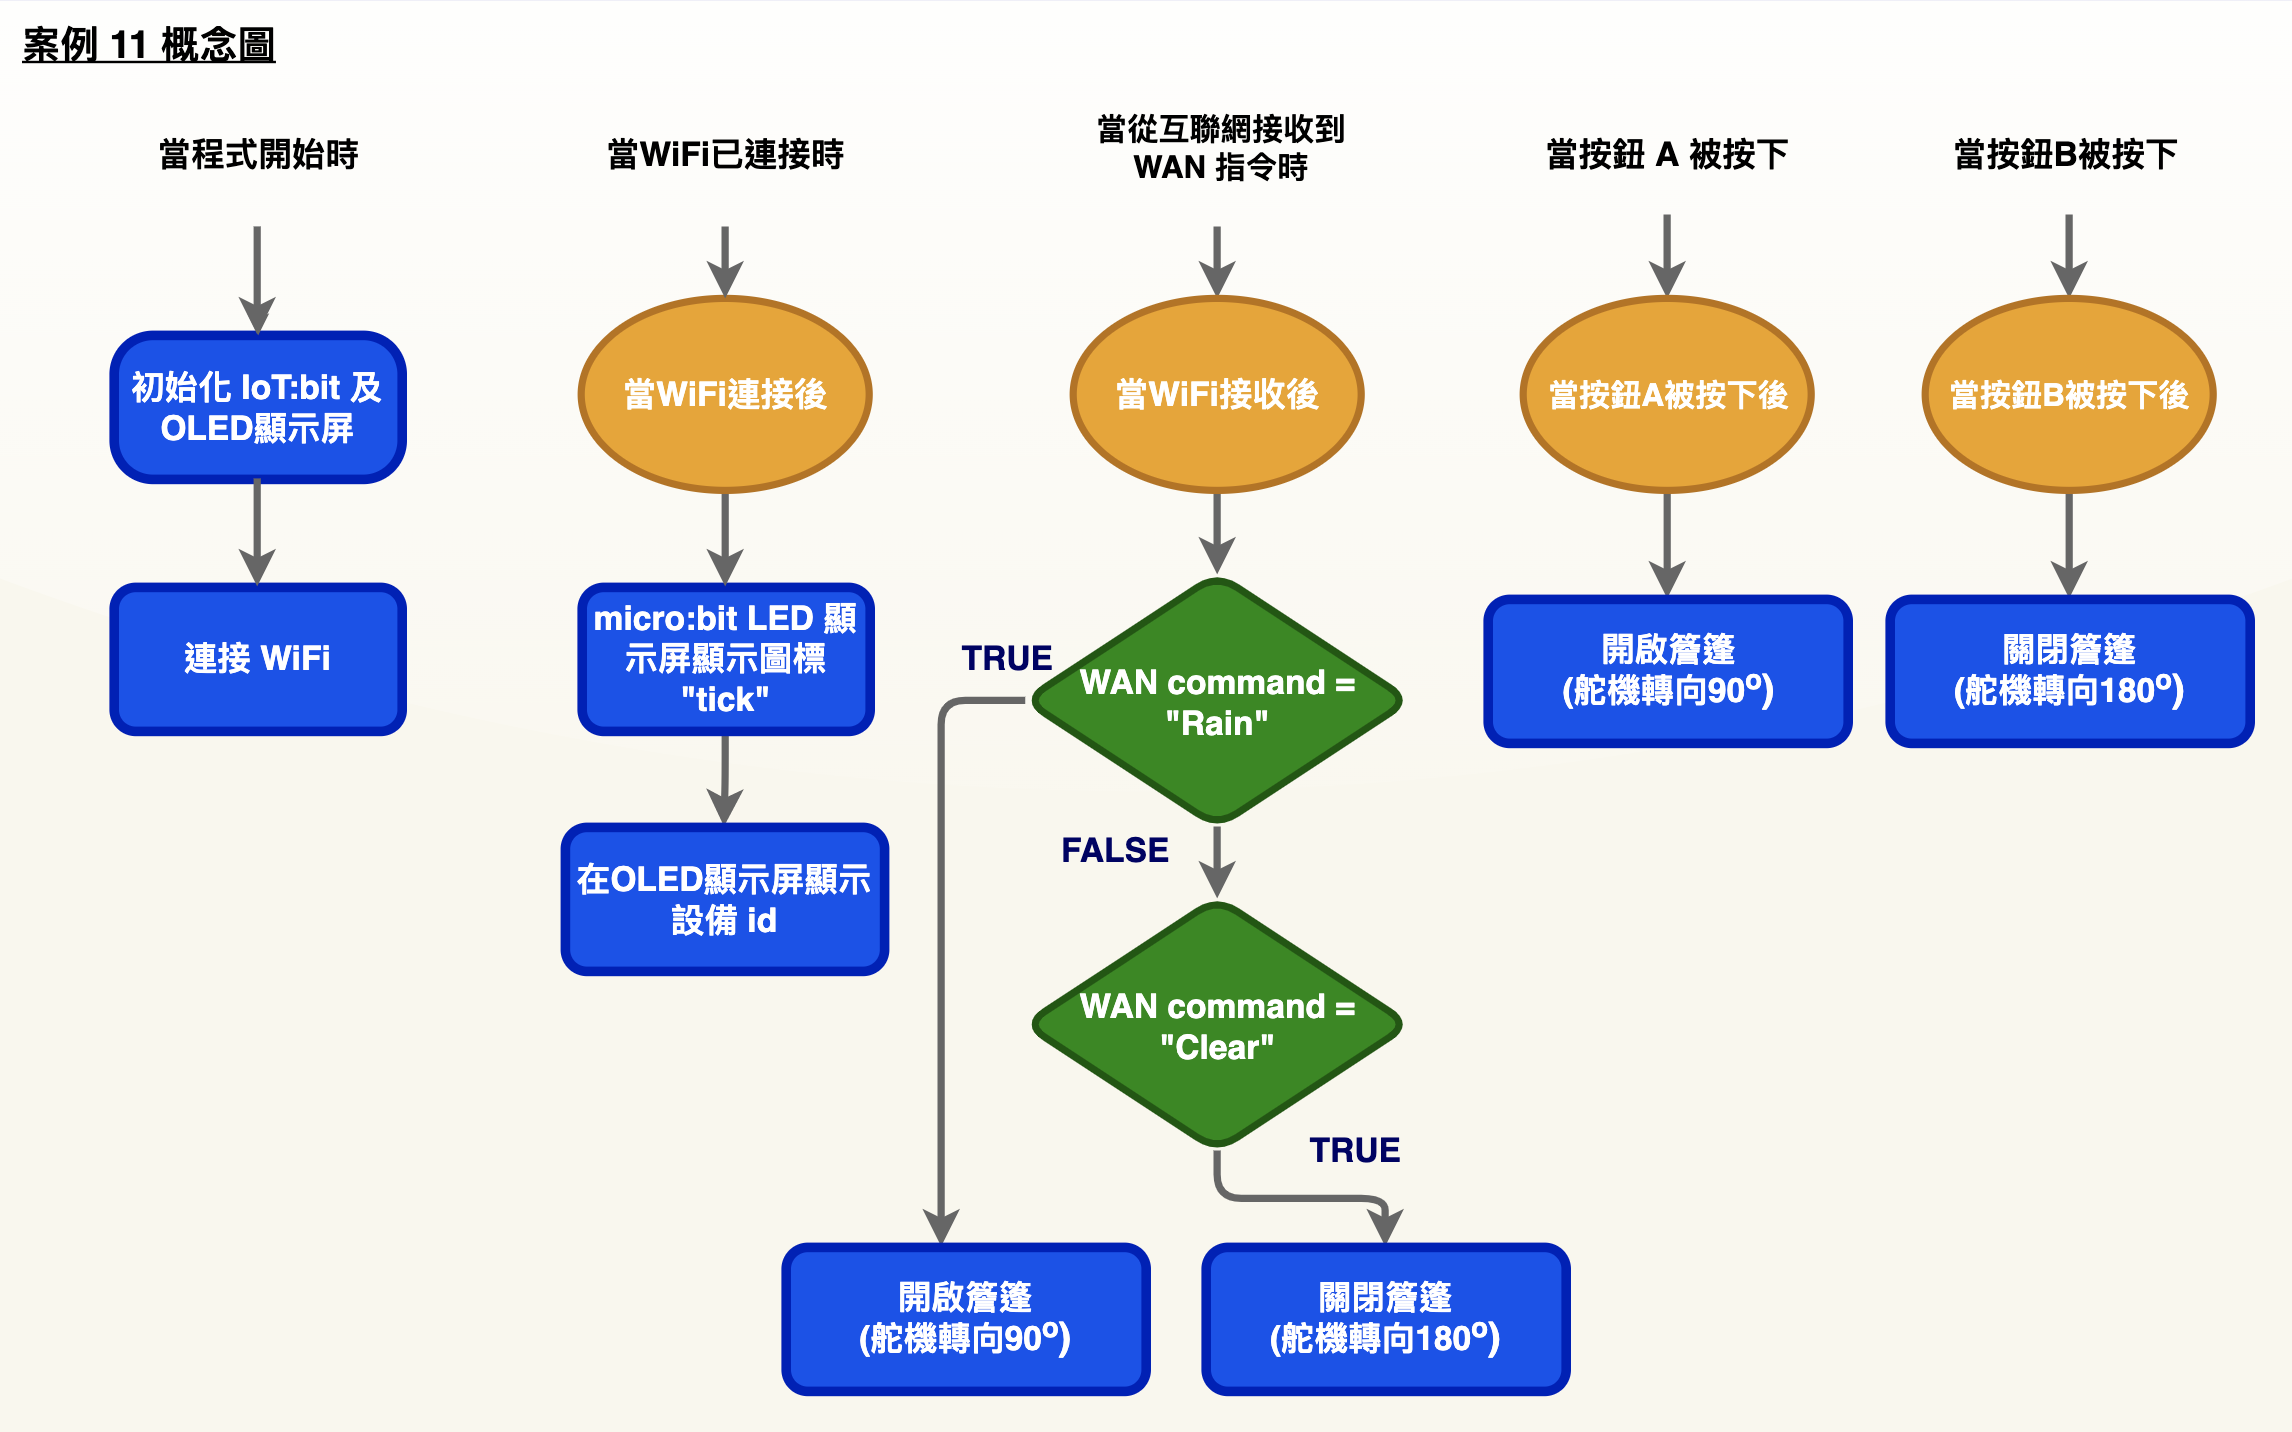 案例 11 概念圖
當程式開始時
初始化 IoT:bit 及
OLED顯示屏
連接 WiFi
當WiFi已連接時
當WiFi連接後
micro:bit LED 顯
示屏顯示圖標
"tick"
在OLED顯示屏顯示
設備 id
當從互聯網接收到
WAN 指令時
當WiFi接收後
WAN command =
"Rain"
TRUE
FALSE
WAN command =
"Clear"
TRUE
開啟簷篷
(舵機轉向90º)
關閉簷篷
(舵機轉向180º)
當按鈕 A 被按下
當按鈕A被按下後
開啟簷篷
(舵機轉向90º)
當按鈕B被按下
當按鈕B被按下後
關閉簷篷
(舵機轉向180º)